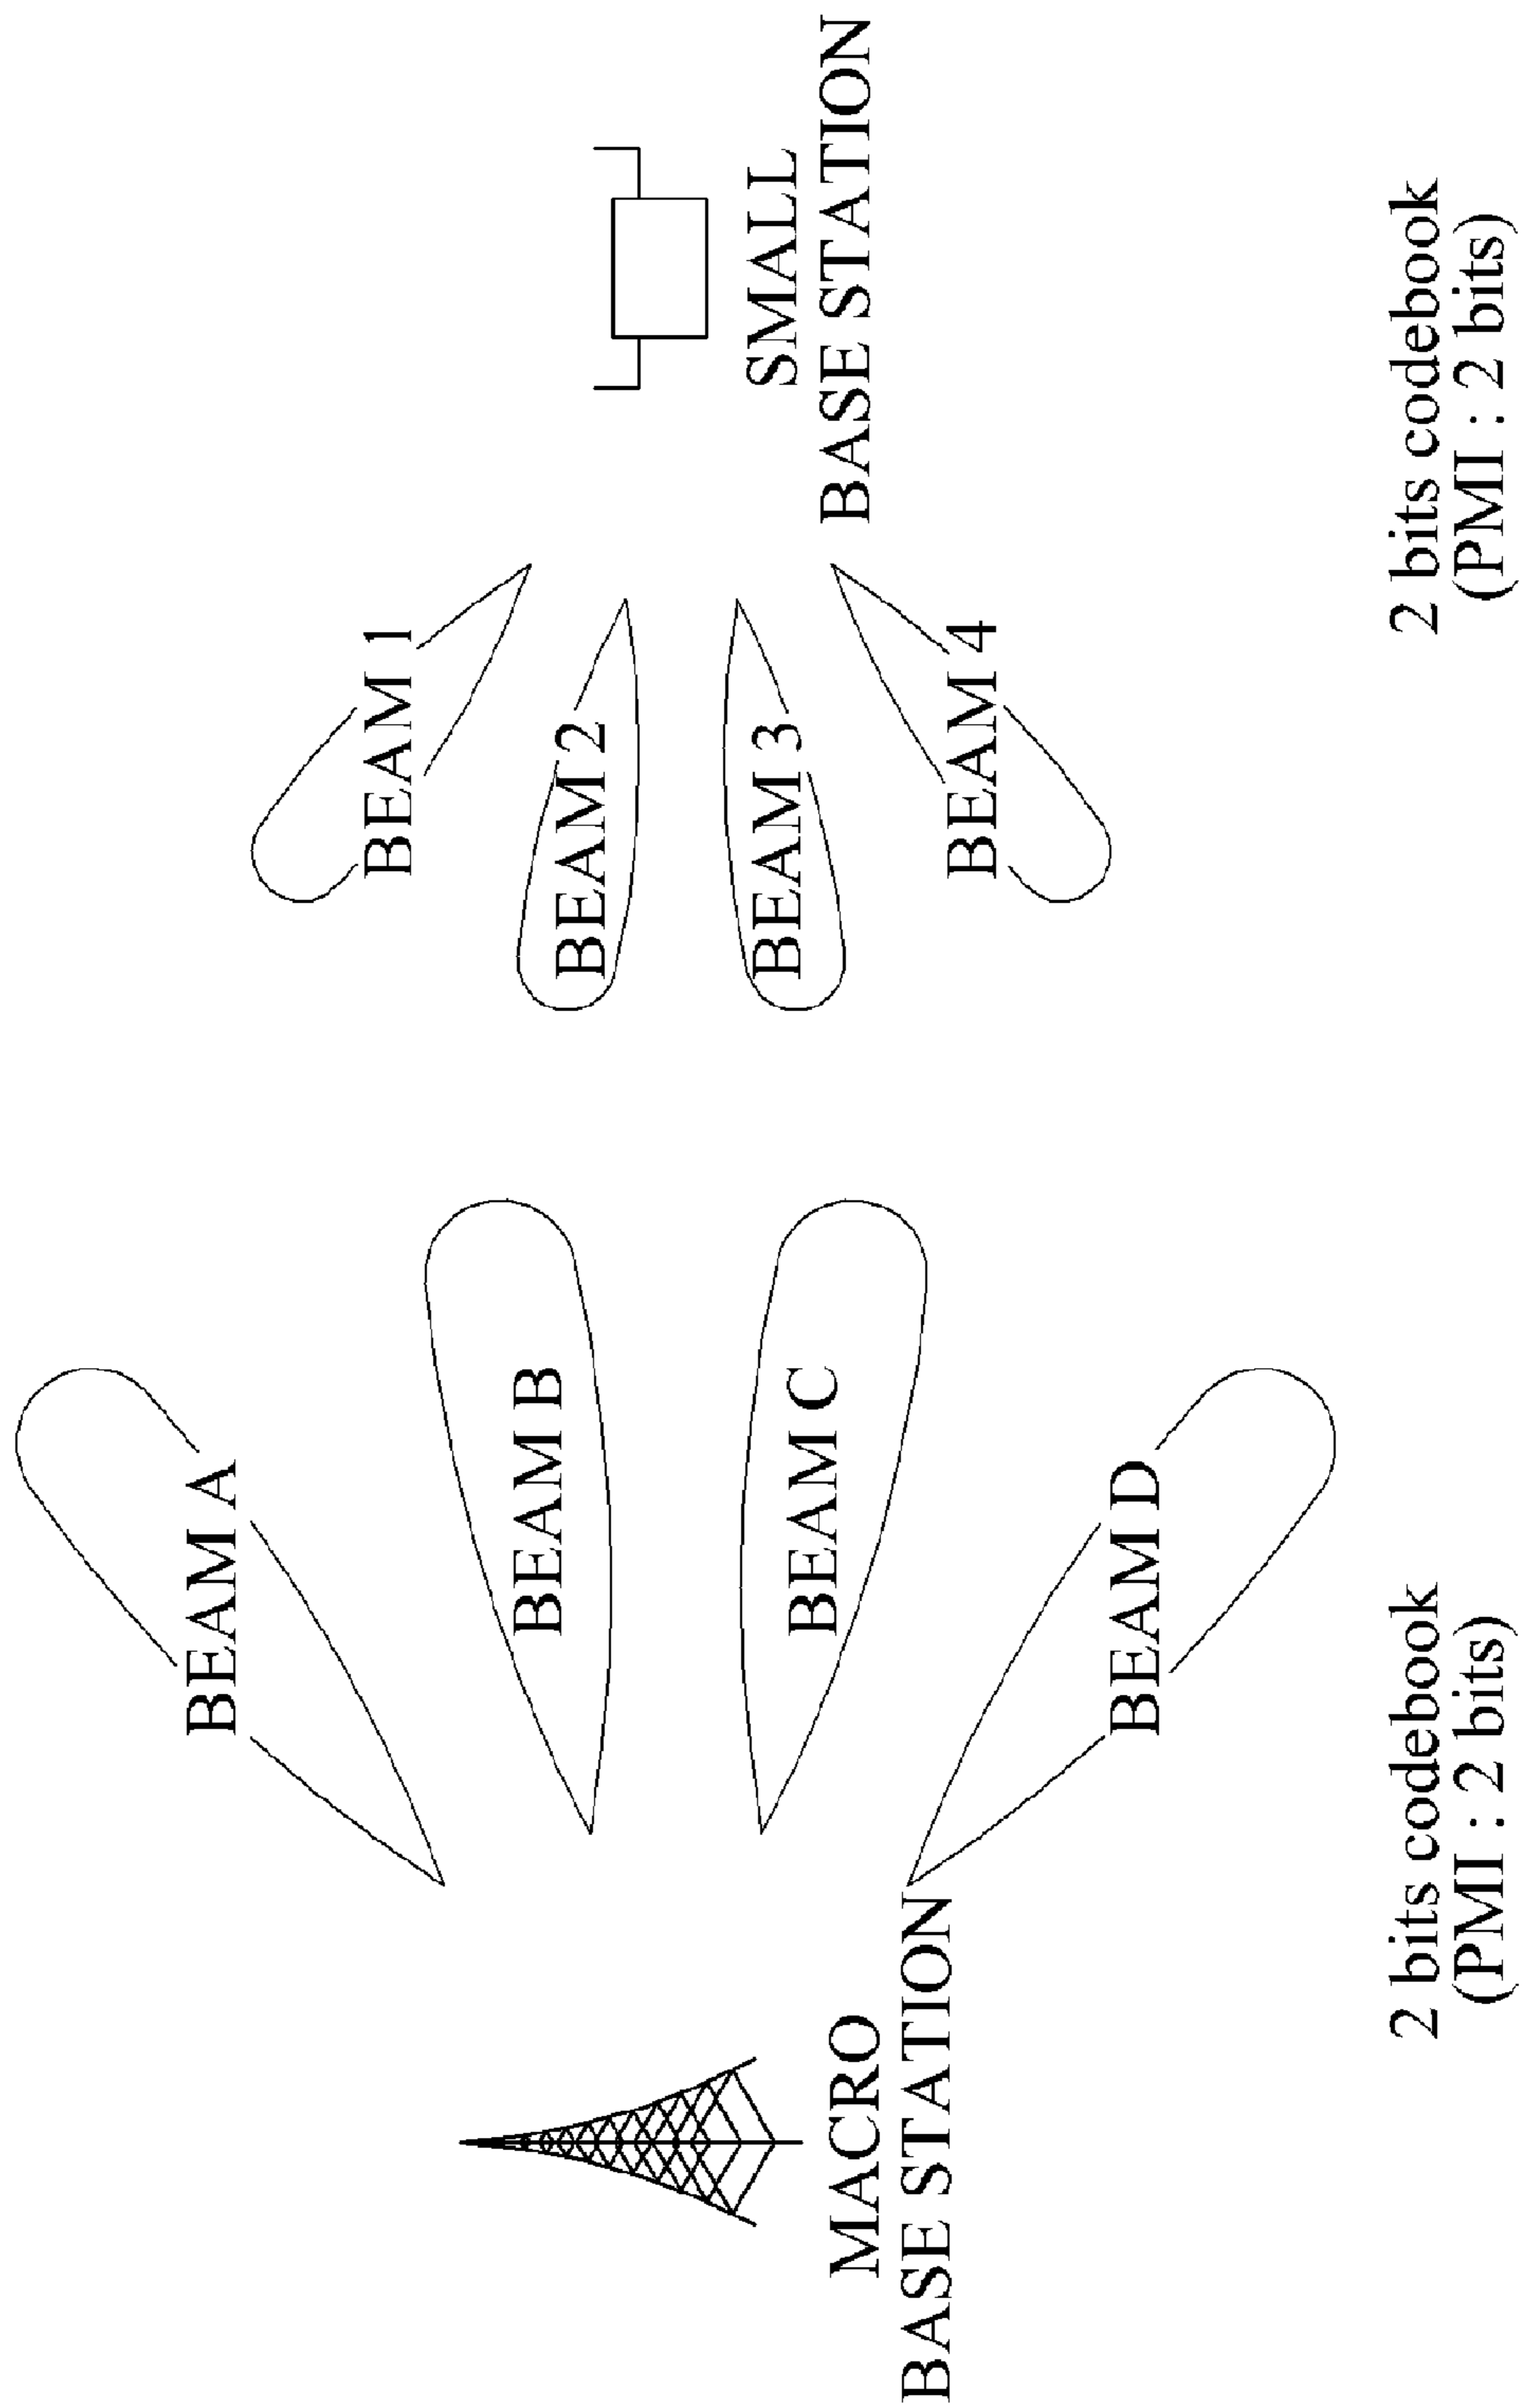 BEAM A
BEAM B
BEAM C
BEAM D
MACRO
BASE STATION
2 bits codebook
(PMI : 2 bits)
BEAM 1
BEAM 2
BEAM 3
BEAM 4
SMALL
BASE STATION
2 bits codebook
(PMI : 2 bits)